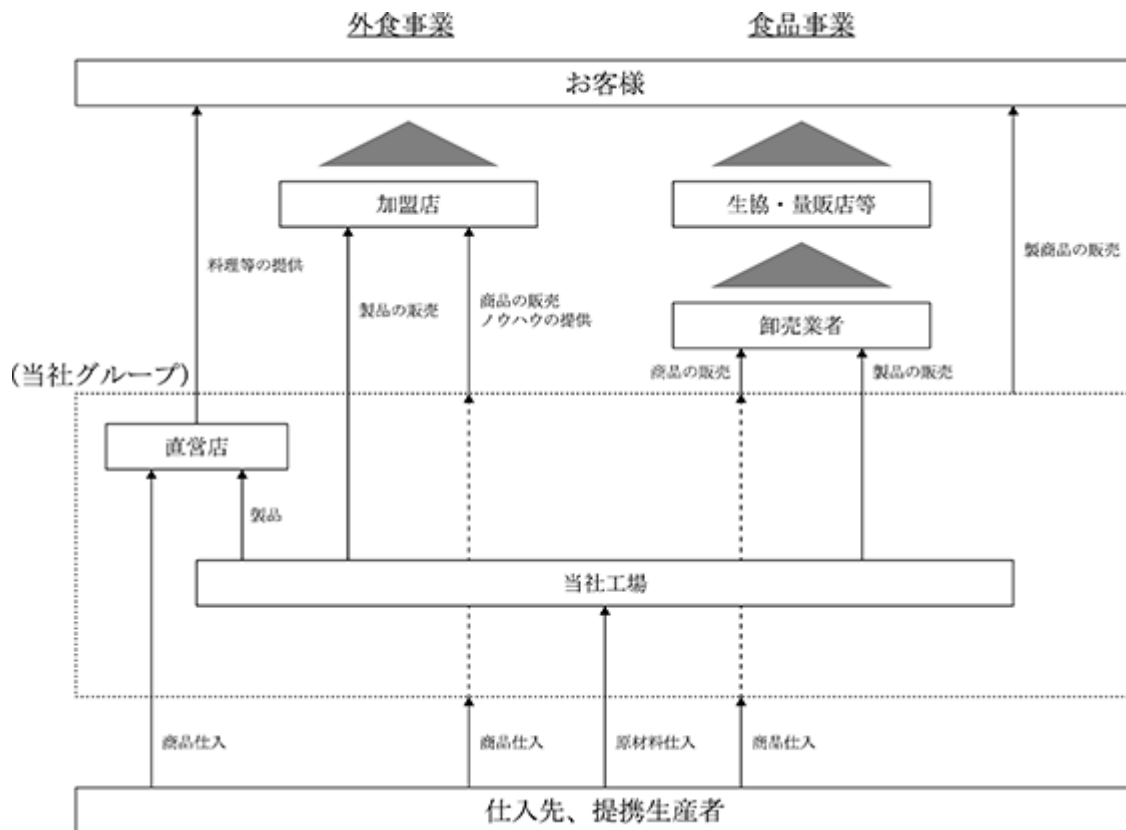 外食事業
食品事業
お客様
加盟店
生協・量販店等
料理等の提供
製品の販売
商品の販売
ノウハウの提供
製商品の販売
卸売業者
商品の販売
製品の販売
(当社グループ)
直営店
製品
当社工場
商品仕入
商品仕入
原材料仕入
商品仕入
仕入先、提携生産者